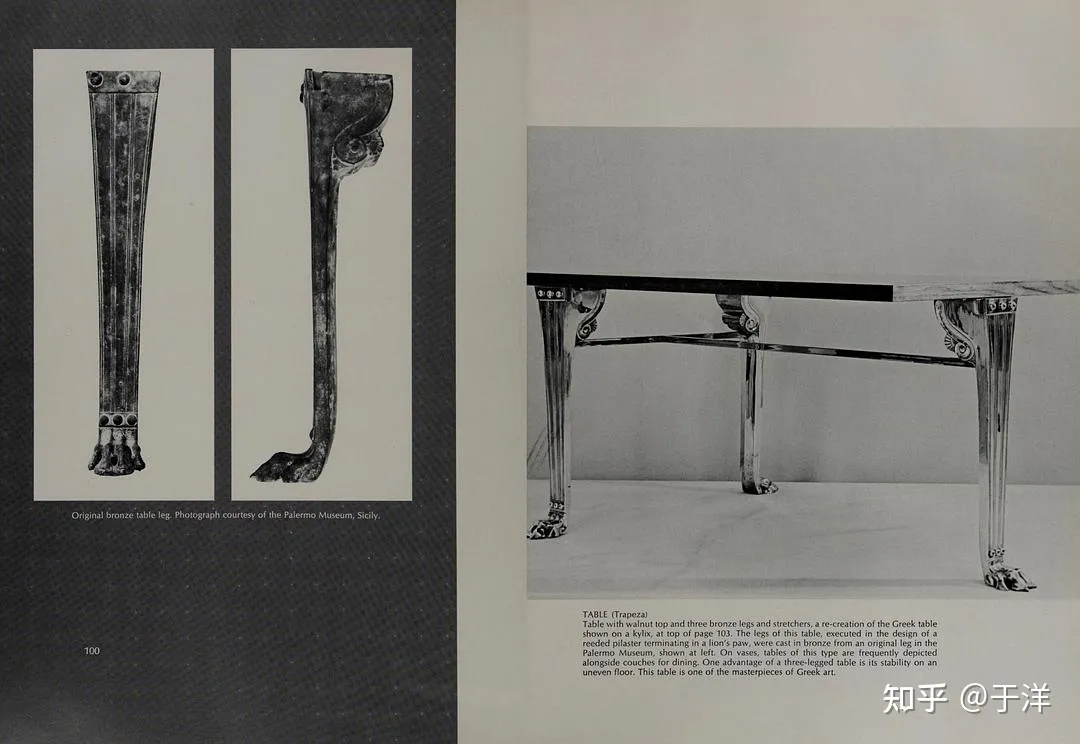 Original bronze table leg. Photograph courtesy of the Palermo Museum, Sicily.
100
TABLE (Trapeza)
Table with walnut top and three bronze legs and stretchers, a re-creation of the Greek table
shown on a kylix, at top of page 103. The legs of this table, executed in the design of a
reeded pilaster terminating in a lion's paw, were cast in bronze from an original leg in the
Palermo Museum, shown at left. On vases, tables of this type are frequently depicted
alongside couches for dining. One advantage of a three-legged table is its stability on an
uneven floor. This table is one of the masterpieces of Greek art.
知乎 @于洋